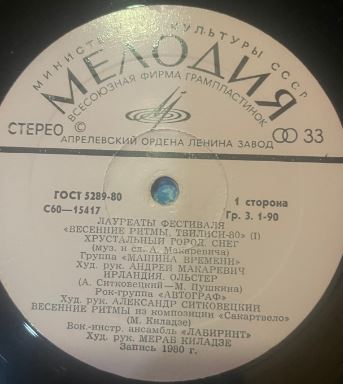 МИНИСТЕРСТВО КУЛЬТУРЫ СССР
МЕЛОДИЯ
ВСЕСОЮЗНАЯ ФИРМА ГРАМПЛАСТИНОК
СТЕРЕО
33
АПРЕЛЕВСКИЙ ОРДЕНА ЛЕНИНА ЗАВОД
ГОСТ 5289-80
1 сторона
С60—15417
Гр. 3. 1-90
ЛАУРЕАТЫ ФЕСТИВАЛЯ
«ВЕСЕННИЕ РИТМЫ, ТБИЛИСИ-80» (I)
ХРУСТАЛЬНЫЙ ГОРОД. СНЕГ
(муз. и сл. А. Макаревича)
Группа «МАШИНА ВРЕМЕНИ»
Худ. рук. АНДРЕЙ МАКАРЕВИЧ
ИРЛАНДИЯ. ОЛЬСТЕР
(А. Ситковецкий—М. Пушкина)
Рок-группа «АВТОГРАФ»
Худ. рук. АЛЕКСАНДР СИТКОВЕЦКИЙ
ВЕСЕННИЕ РИТМЫ из композиции «Сакартвело»
(М. Киладзе)
Вок-инстр. ансамбль «ЛАБИРИНТ»
Худ. рук. МЕРАБ КИЛАДЗЕ
Запись 1980 г.